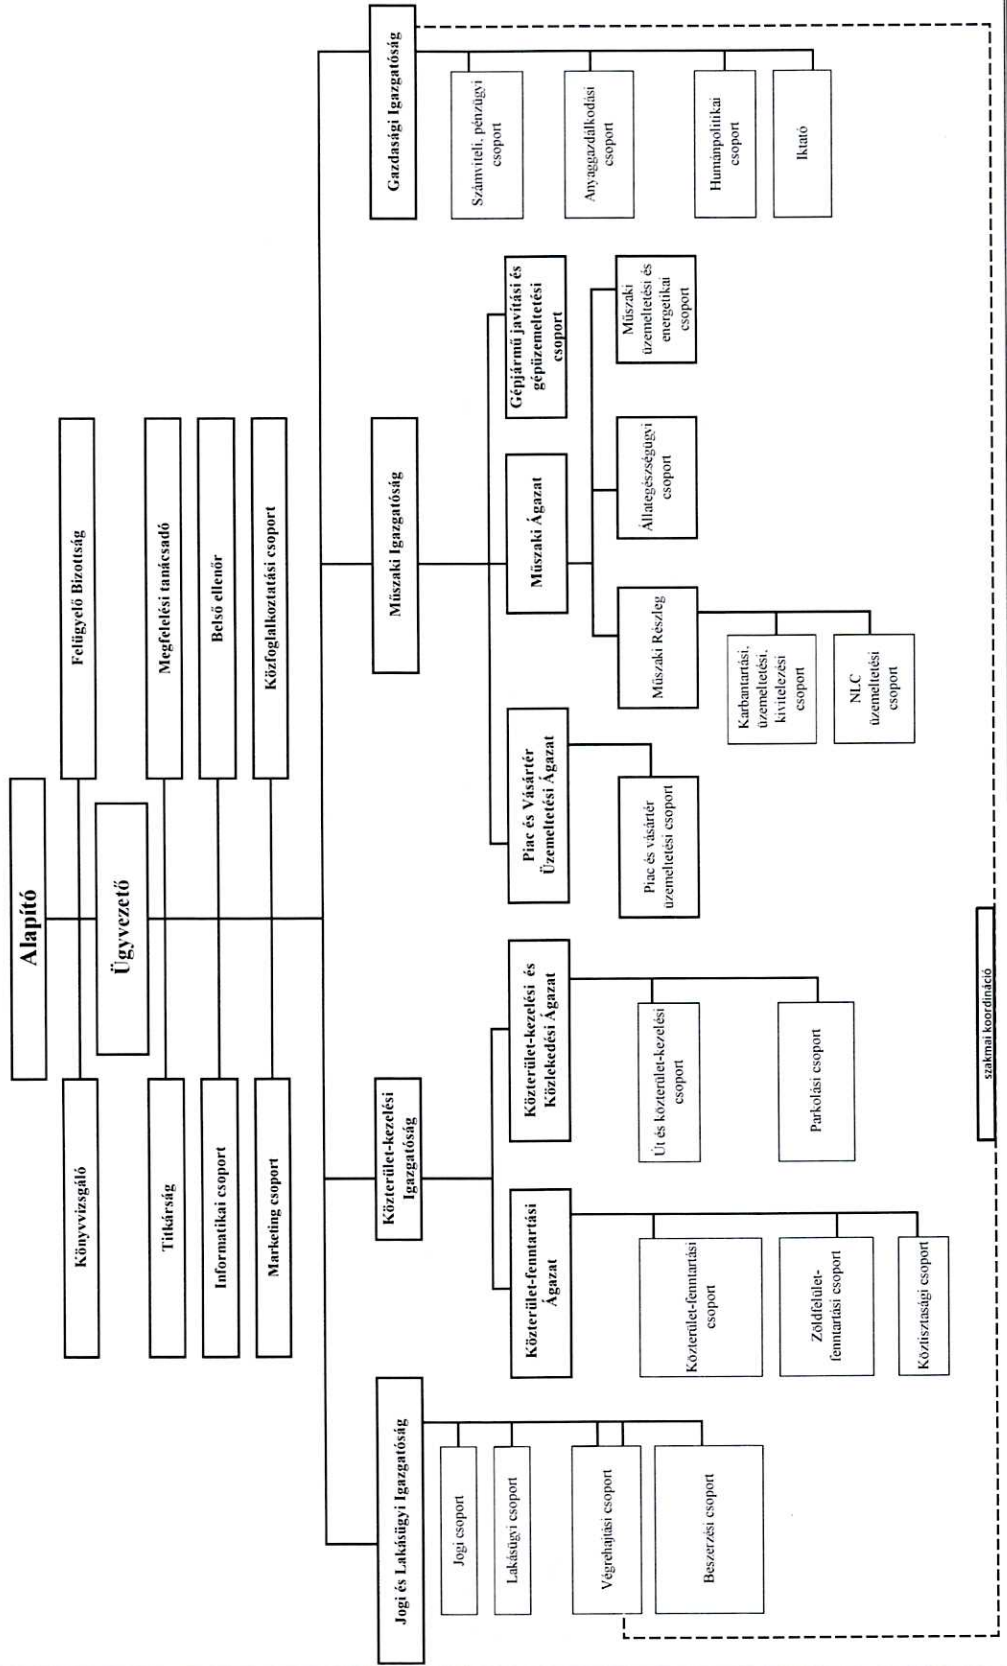 Alapító
Könyvvizsgáló
Felügyelő Bizottság
Ügyvezető
Titkárság
Megfelelési tanácsadó
Informatikai csoport
Belső ellenőr
Marketing csoport
Közfoglalkoztatási csoport
Jogi és Lakásügyi Igazgatóság
Jogi csoport
Lakásügyi csoport
Végrehajtási csoport
Beszerzési csoport
Közterület-kezelési
Igazgatóság
Közterület-fenntartási
Ágazat
Közterület-fenntartási
csoport
Zöldfelület-
fenntartási csoport
Köztisztasági csoport
Közterület-kezelési és
Közlekedési Ágazat
Út és közterület-kezelési
csoport
Parkolási csoport
Műszaki Igazgatóság
Piac és Vásártér
Üzemeltetési Ágazat
Piac és vásártér
üzemeltetési csoport
Műszaki Ágazat
Műszaki Részleg
Karbantartási,
üzemeltetési,
kivitelezési
csoport
NLC
üzemeltetési
csoport
Állategészségügyi
csoport
Műszaki
üzemeltetési és
energetikai
csoport
Gépjármű javítási és
gépüzemeltetési
csoport
Gazdasági Igazgatóság
Számviteli, pénzügyi
csoport
Anyaggazdálkodási
csoport
Humánpolitikai
csoport
Iktató
szakmai koordináció